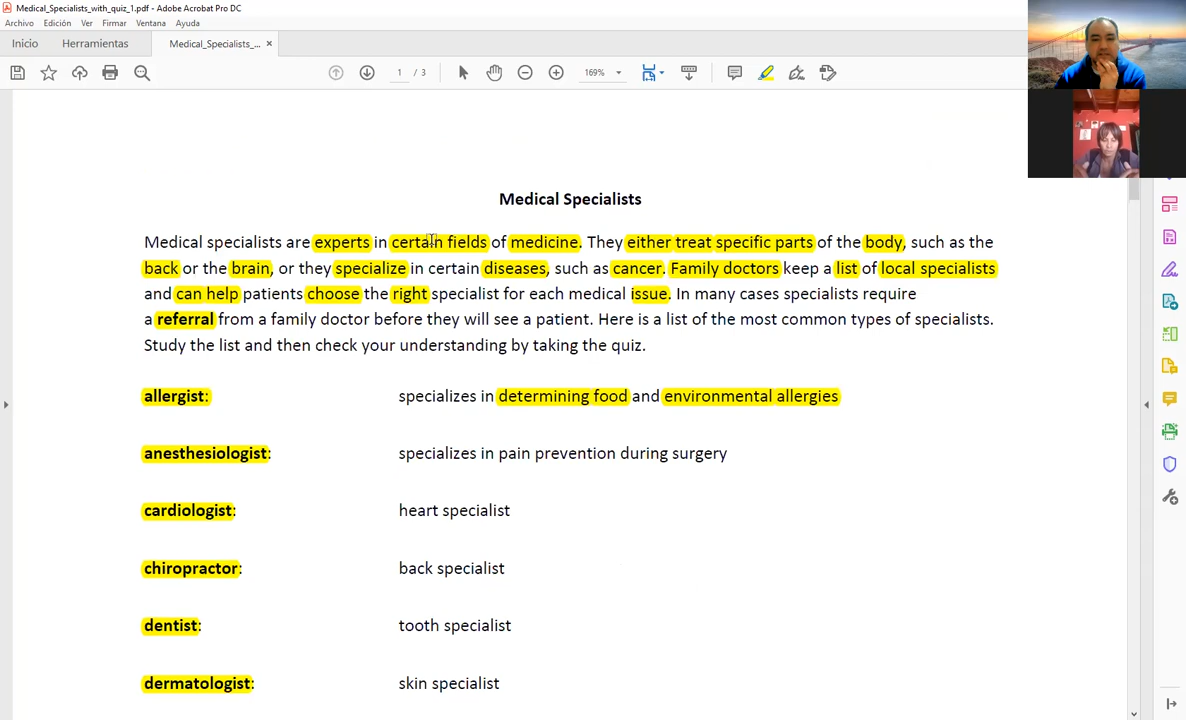 Medical_Specialists_with_quiz_1.pdf - Adobe Acrobat Pro DC
Archivo Edición Ver Firmar Ventana Ayuda
Inicio Herramientas Medical_Specialists_... ×
1 / 3 169%
Medical Specialists
Medical specialists are experts in certain fields of medicine. They either treat specific parts of the body, such as the
back or the brain, or they specialize in certain diseases, such as cancer. Family doctors keep a list of local specialists
and can help patients choose the right specialist for each medical issue. In many cases specialists require
a referral from a family doctor before they will see a patient. Here is a list of the most common types of specialists.
Study the list and then check your understanding by taking the quiz.
allergist: specializes in determining food and environmental allergies
anesthesiologist: specializes in pain prevention during surgery
cardiologist: heart specialist
chiropractor: back specialist
dentist: tooth specialist
dermatologist: skin specialist